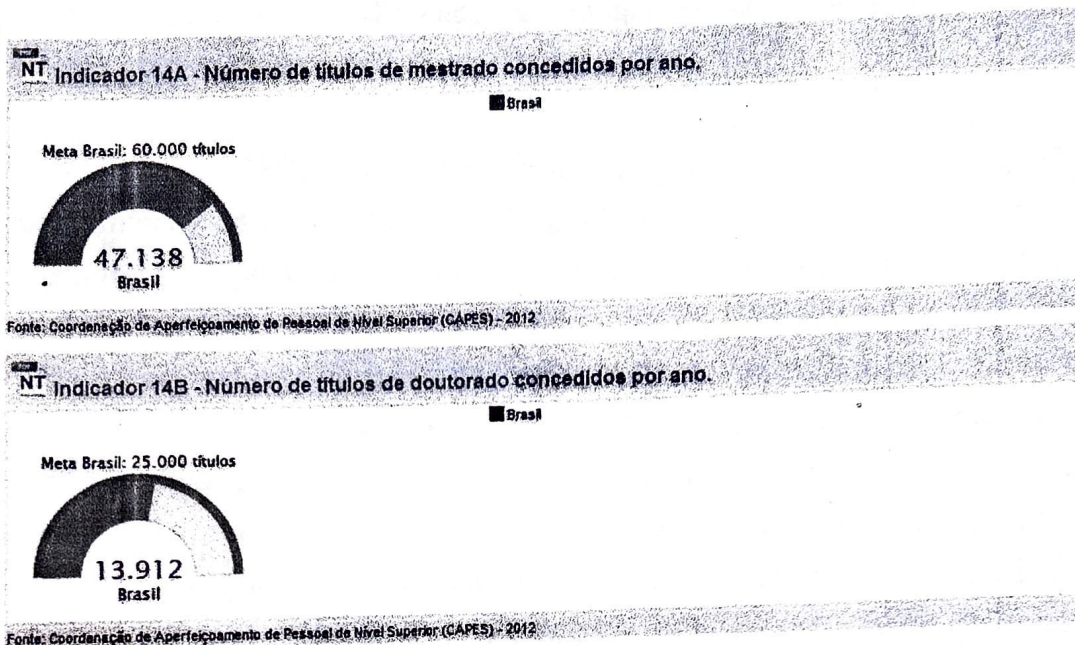 NT Indicador 14A - Número de títulos de mestrado concedidos por ano.
Brasil
Meta Brasil: 60.000 títulos
47.138
Brasil
Fonte: Coordenação de Aperfeiçoamento de Pessoal de Nível Superior (CAPES) - 2012
NT Indicador 14B - Número de títulos de doutorado concedidos por ano.
Brasil
Meta Brasil: 25.000 títulos
13.912
Brasil
Fonte: Coordenação de Aperfeiçoamento de Pessoal de Nível Superior (CAPES) - 2012